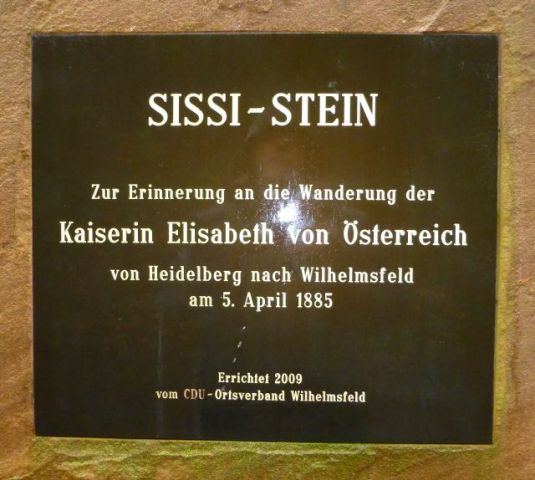 SISSI-STEIN
Zur Erinnerung an die Wanderung der
Kaiserin Elisabeth von Österreich
von Heidelberg nach Wilhelmsfeld
am 5. April 1885
Errichtet 2009
vom CDU-Ortsverband Wilhelmsfeld